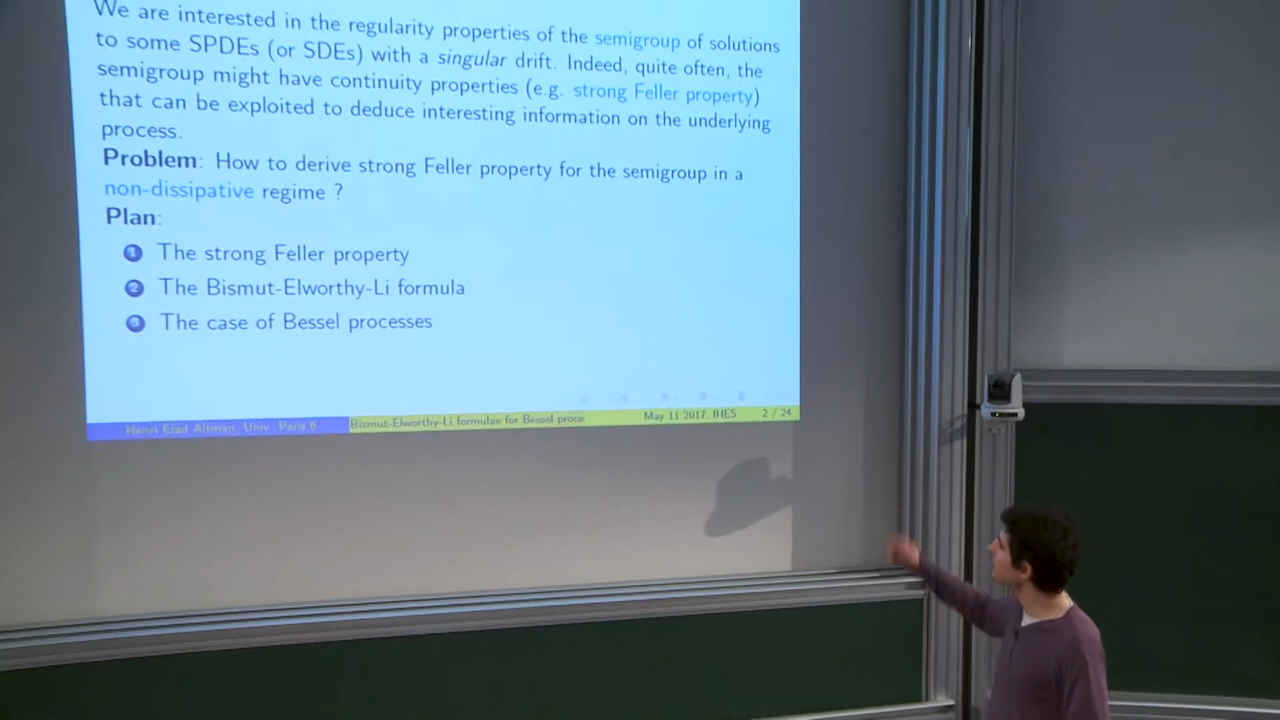 We are interested in the regularity properties of the semigroup of solutions
to some SPDEs (or SDEs) with a singular drift. Indeed, quite often, the
semigroup might have continuity properties (e.g. strong Feller property)
that can be exploited to deduce interesting information on the underlying
process.
Problem: How to derive strong Feller property for the semigroup in a
non-dissipative regime ?
Plan:
1 The strong Feller property
2 The Bismut-Elworthy-Li formula
3 The case of Bessel processes
Henri Elad Altman Univ. Paris 6 Bismut-Elworthy-Li formulae for Bessel proce May 11 2017, IHES 2 / 24